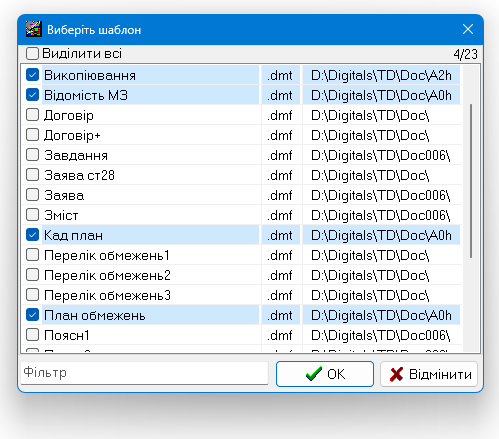 Виберіть шаблон
Виділити всі 4/23
Викопіювання .dmt D:\Digitals\TD\Doc\A2h
Відомість МЗ .dmt D:\Digitals\TD\Doc\A0h
Договір .dmf D:\Digitals\TD\Doc\
Договір+ .dmf D:\Digitals\TD\Doc\
Завдання .dmf D:\Digitals\TD\Doc006\
Заява ст28 .dmf D:\Digitals\TD\Doc\
Заява .dmf D:\Digitals\TD\Doc006\
Зміст .dmf D:\Digitals\TD\Doc006\
Кад план .dmt D:\Digitals\TD\Doc\A0h
Перелік обмежень1 .dmf D:\Digitals\TD\Doc\
Перелік обмежень2 .dmf D:\Digitals\TD\Doc\
Перелік обмежень3 .dmf D:\Digitals\TD\Doc\
План обмежень .dmt D:\Digitals\TD\Doc\A0h
Поясн1 .dmf D:\Digitals\TD\Doc006\
Фільтр OK Відмінити